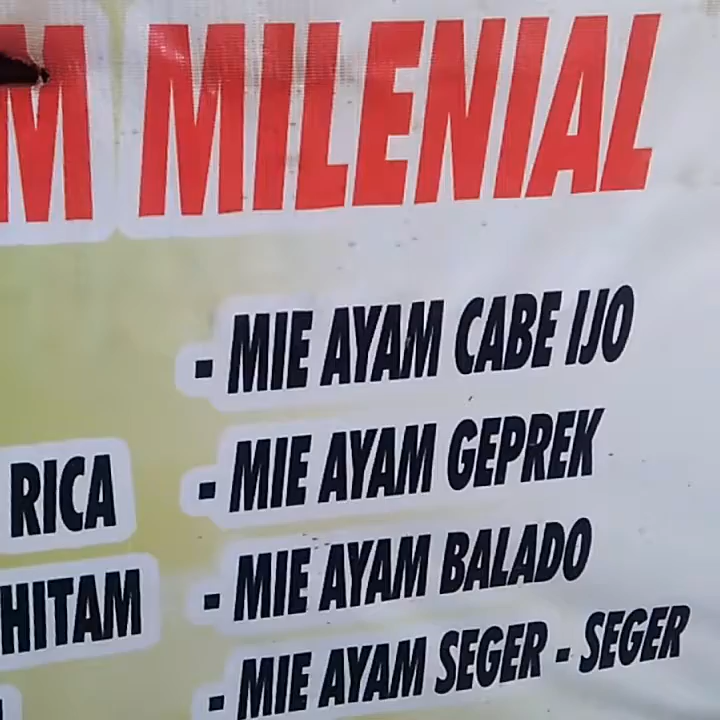 M MILENIAL
- MIE AYAM CABE IJO
RICA - MIE AYAM GEPREK
HITAM - MIE AYAM BALADO
- MIE AYAM SEGER - SEGER